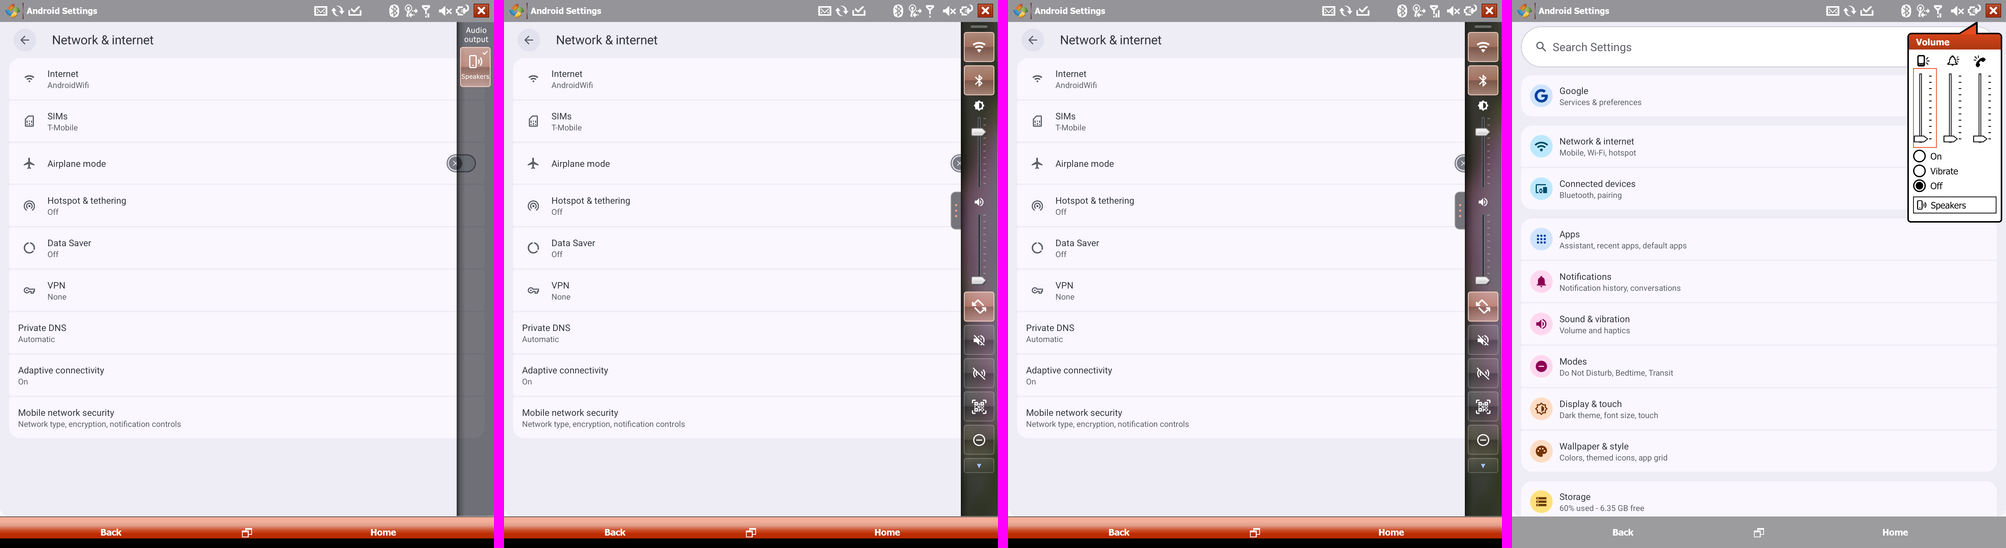 Android Settings
Audio
output
Speakers
Network & internet
Internet
AndroidWifi
SIMs
T-Mobile
Airplane mode
Hotspot & tethering
Off
Data Saver
Off
VPN
None
Private DNS
Automatic
Adaptive connectivity
On
Mobile network security
Network type, encryption, notification controls
Back
Home
Android Settings
Network & internet
Internet
AndroidWifi
SIMs
T-Mobile
Airplane mode
Hotspot & tethering
Off
Data Saver
Off
VPN
None
Private DNS
Automatic
Adaptive connectivity
On
Mobile network security
Network type, encryption, notification controls
Back
Home
Android Settings
Network & internet
Internet
AndroidWifi
SIMs
T-Mobile
Airplane mode
Hotspot & tethering
Off
Data Saver
Off
VPN
None
Private DNS
Automatic
Adaptive connectivity
On
Mobile network security
Network type, encryption, notification controls
Back
Home
Android Settings
Search Settings
Google
Services & preferences
Network & internet
Mobile, Wi-Fi, hotspot
Connected devices
Bluetooth, pairing
Apps
Assistant, recent apps, default apps
Notifications
Notification history, conversations
Sound & vibration
Volume and haptics
Modes
Do Not Disturb, Bedtime, Transit
Display & touch
Dark theme, font size, touch
Wallpaper & style
Colors, themed icons, app grid
Storage
60% used - 6.35 GB free
Volume
On
Vibrate
Off
Speakers
Back
Home